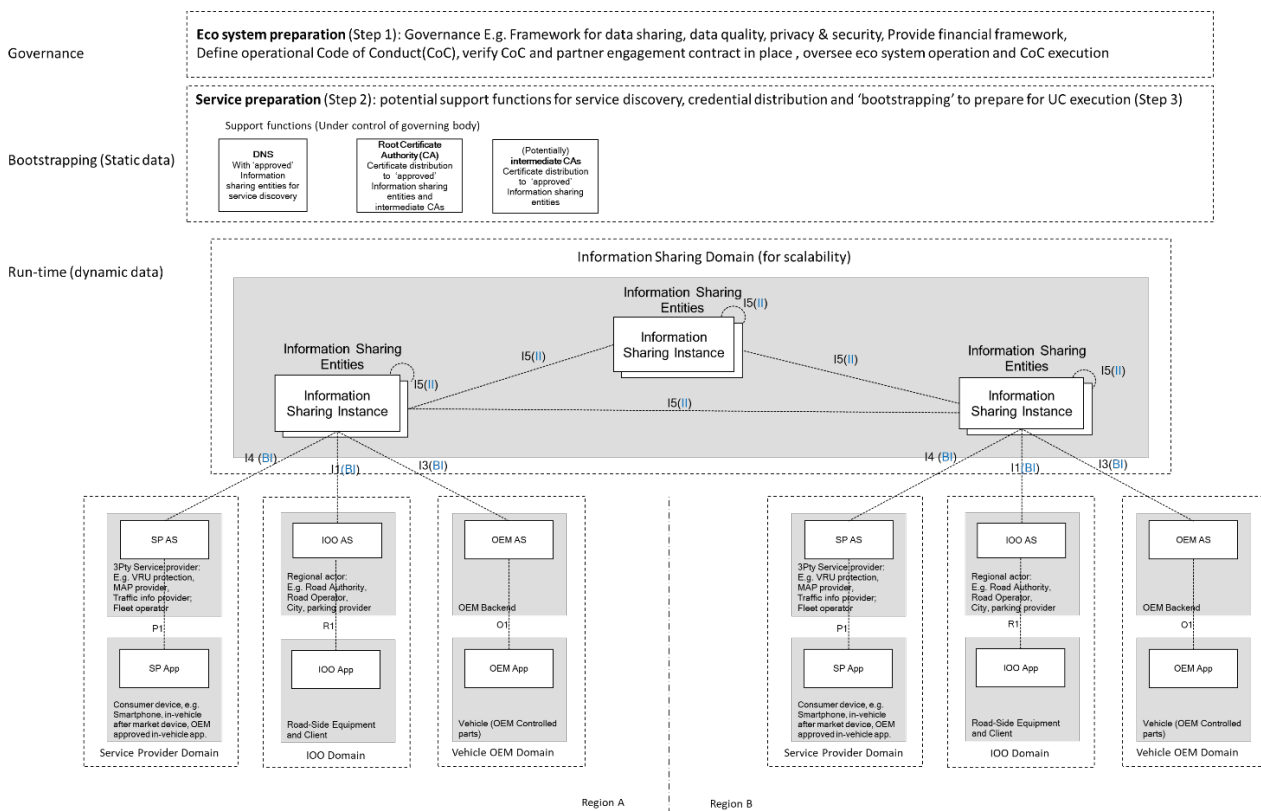 Governance
Eco system preparation (Step 1): Governance E.g. Framework for data sharing, data quality, privacy & security, Provide financial framework,
Define operational Code of Conduct(CoC), verify CoC and partner engagement contract in place , oversee eco system operation and CoC execution
Bootstrapping (Static data)
Service preparation (Step 2): potential support functions for service discovery, credential distribution and ‘bootstrapping’ to prepare for UC execution (Step 3)
Support functions (Under control of governing body)
DNS
With ‘approved’
Information
sharing entities for
service discovery
Root Certificate
Authority(CA)
Certificate distribution
to ‘approved’
Information sharing
entities and
intermediate CAs
(Potentially)
intermediate CAs
Certificate distribution
to ‘approved’
Information sharing
entities
Run-time (dynamic data)
Information Sharing Domain (for scalability)
Information Sharing
Entities
I5(II)
Information
Sharing Instance
Information Sharing
Entities
I5(II)
Information
Sharing Instance
Information Sharing
Entities
I5(II)
Information
Sharing Instance
I5(II)
I5(II)
I5(II)
I4 (BI)
I1(BI)
I3(BI)
I4 (BI)
I1(BI)
I3(BI)
SP AS
3Pty Service provider:
E.g. VRU protection,
MAP provider,
Traffic info provider;
Fleet operator
P1
SP App
Consumer device, e.g.
Smartphone, in-vehicle
after market device, OEM
approved in-vehicle app.
Service Provider Domain
IOO AS
Regional actor:
E.g. Road Authority,
Road Operator,
City, parking provider
R1
IOO App
Road-Side Equipment
and Client
IOO Domain
OEM AS
OEM Backend
O1
OEM App
Vehicle (OEM Controlled
parts)
Vehicle OEM Domain
SP AS
3Pty Service provider:
E.g. VRU protection,
MAP provider,
Traffic info provider;
Fleet operator
P1
SP App
Consumer device, e.g.
Smartphone, in-vehicle
after market device, OEM
approved in-vehicle app.
Service Provider Domain
IOO AS
Regional actor:
E.g. Road Authority,
Road Operator,
City, parking provider
R1
IOO App
Road-Side Equipment
and Client
IOO Domain
OEM AS
OEM Backend
O1
OEM App
Vehicle (OEM Controlled
parts)
Vehicle OEM Domain
Region A
Region B